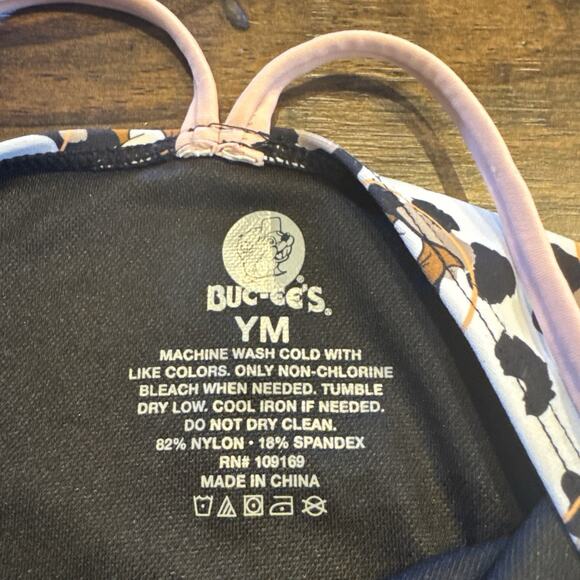 BUC-EE'S®
YM
MACHINE WASH COLD WITH
LIKE COLORS. ONLY NON-CHLORINE
BLEACH WHEN NEEDED. TUMBLE
DRY LOW. COOL IRON IF NEEDED.
DO NOT DRY CLEAN.
82% NYLON • 18% SPANDEX
RN# 109169
MADE IN CHINA